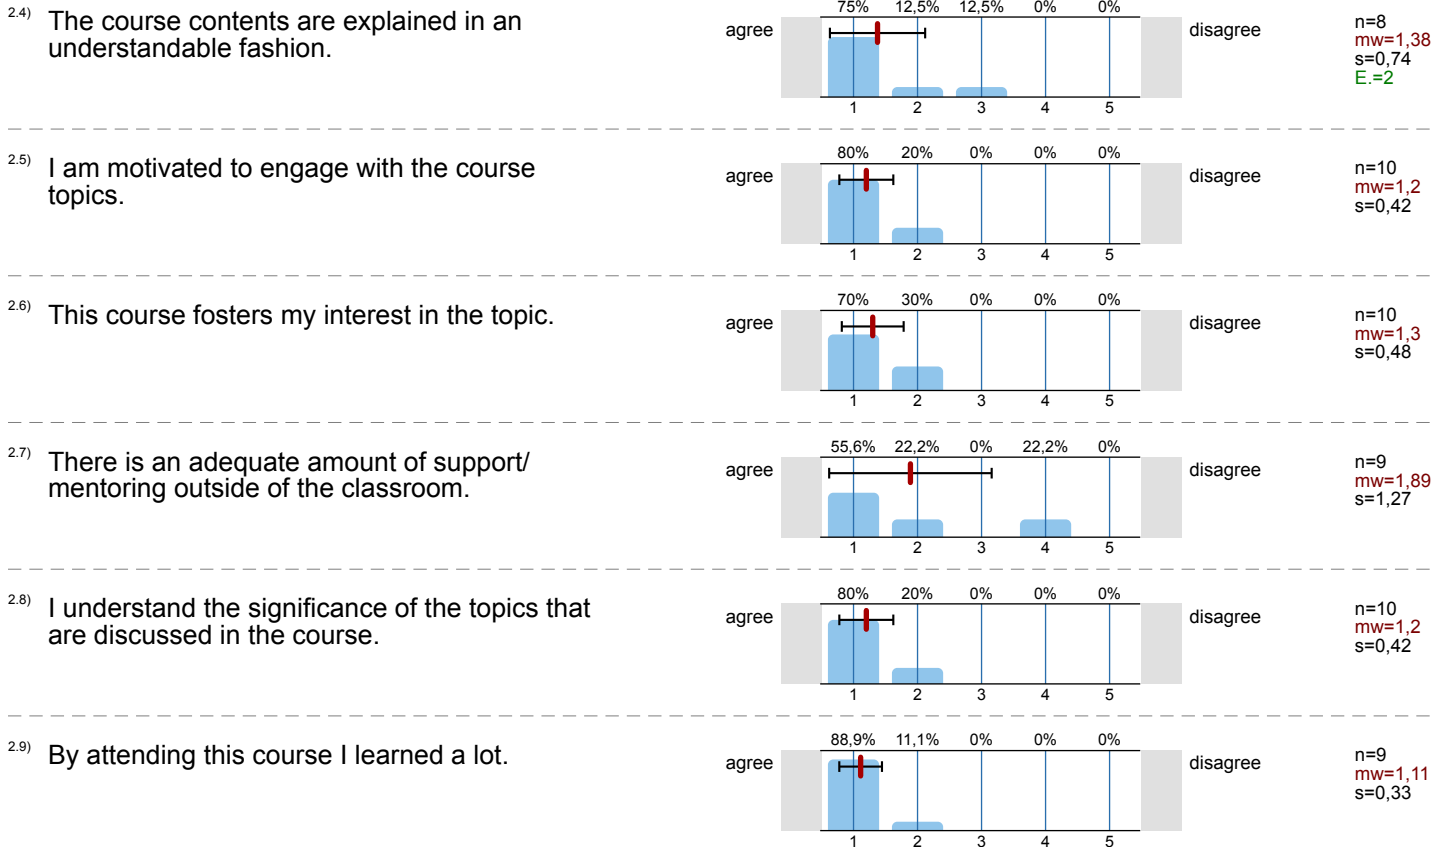 2.4) The course contents are explained in an
understandable fashion.
75% 12,5% 12,5% 0% 0%
agree disagree
1 2 3 4 5
n=8
mw=1,38
s=0,74
E.=2
2.5) I am motivated to engage with the course
topics.
80% 20% 0% 0% 0%
agree disagree
1 2 3 4 5
n=10
mw=1,2
s=0,42
2.6) This course fosters my interest in the topic.
70% 30% 0% 0% 0%
agree disagree
1 2 3 4 5
n=10
mw=1,3
s=0,48
2.7) There is an adequate amount of support/
mentoring outside of the classroom.
55,6% 22,2% 0% 22,2% 0%
agree disagree
1 2 3 4 5
n=9
mw=1,89
s=1,27
2.8) I understand the significance of the topics that
are discussed in the course.
80% 20% 0% 0% 0%
agree disagree
1 2 3 4 5
n=10
mw=1,2
s=0,42
2.9) By attending this course I learned a lot.
88,9% 11,1% 0% 0% 0%
agree disagree
1 2 3 4 5
n=9
mw=1,11
s=0,33